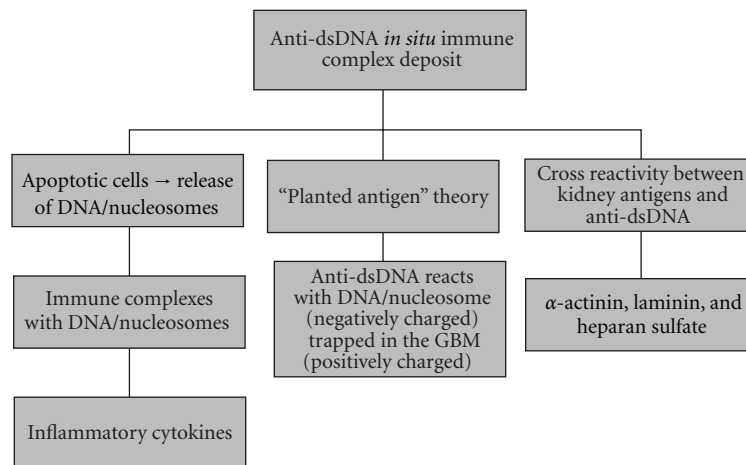 Anti-dsDNA in situ immune
complex deposit
Apoptotic cells → release
of DNA/nucleosomes
“Planted antigen” theory
Cross reactivity between
kidney antigens and
anti-dsDNA
Immune complexes
with DNA/nucleosomes
Anti-dsDNA reacts
with DNA/nucleosome
(negatively charged)
trapped in the GBM
(positively charged)
α-actinin, laminin, and
heparan sulfate
Inflammatory cytokines